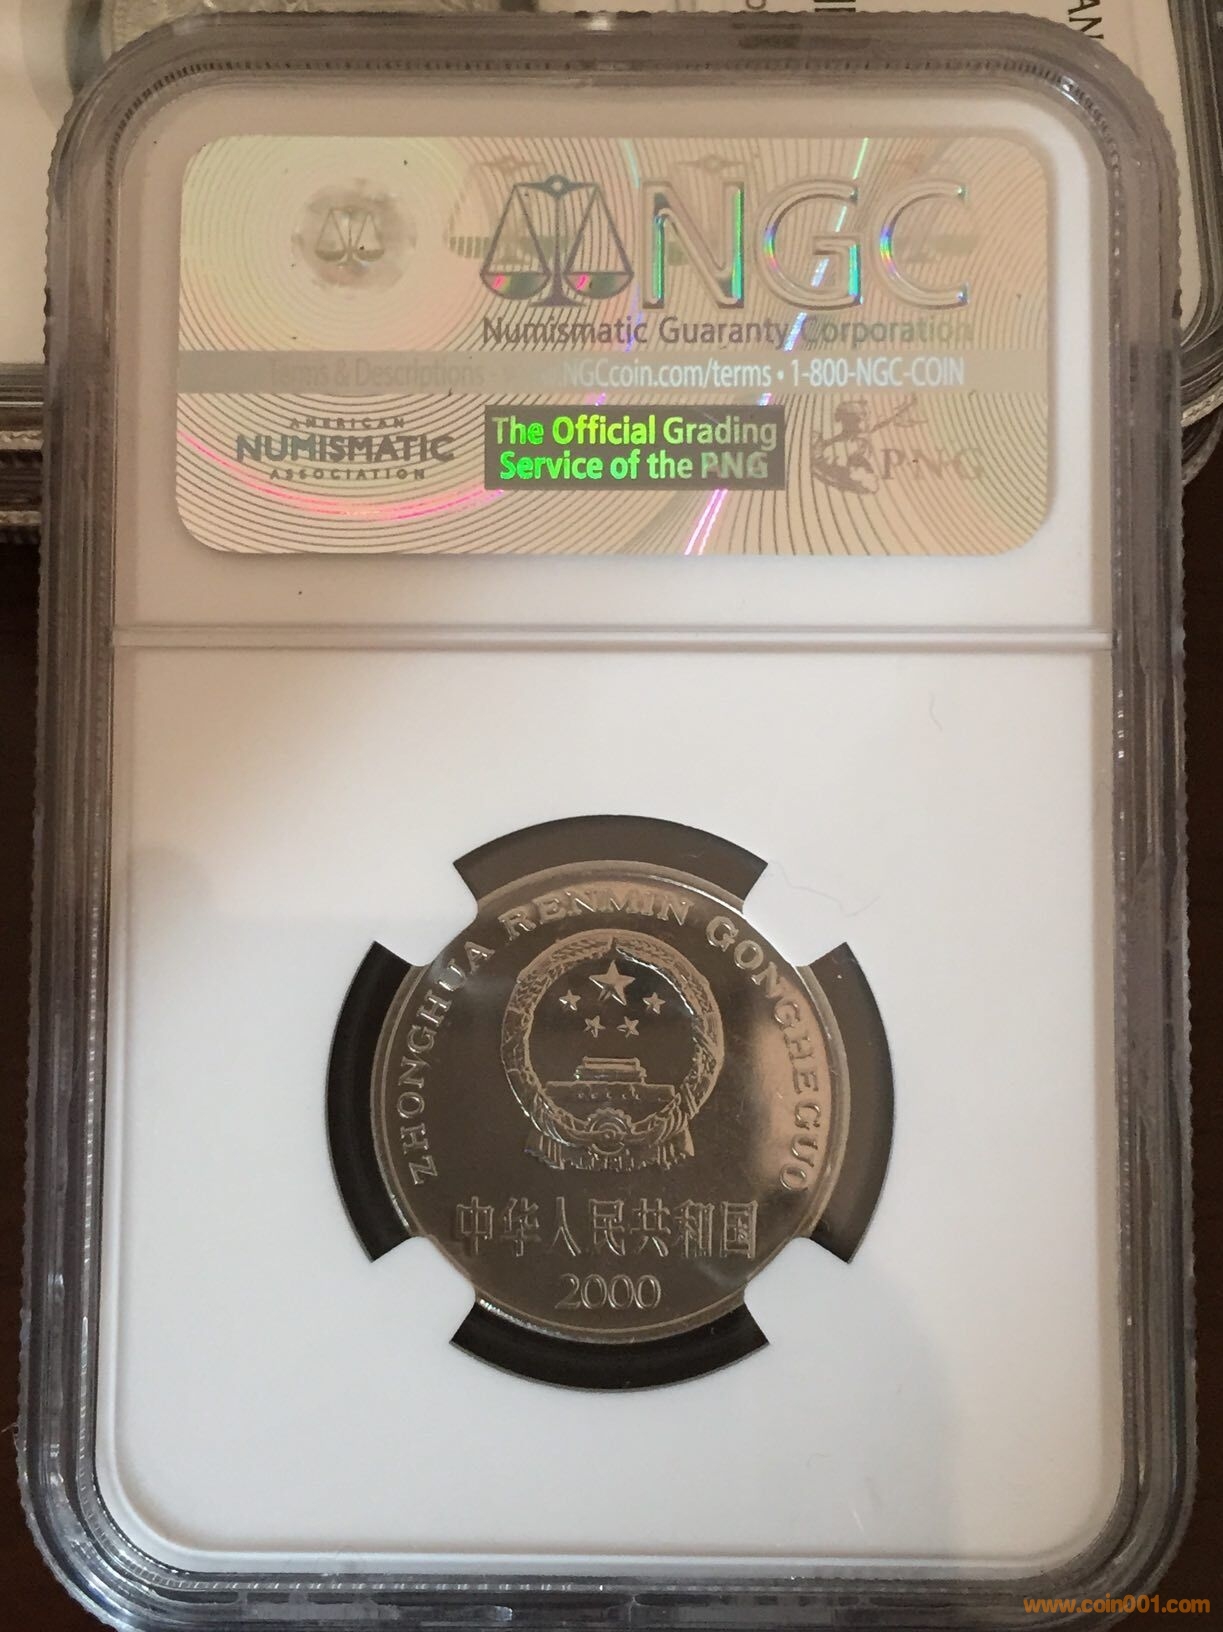 NGC
Numismatic Guaranty Corporation
Terms & Descriptions • NGCcoin.com/terms • 1-800-NGC-COIN
AMERICAN
NUMISMATIC
ASSOCIATION
The Official Grading
Service of the PNG
PNG
ZHONGHUA RENMIN GONGHEGUO
中华人民共和国
2000
www.coin001.com